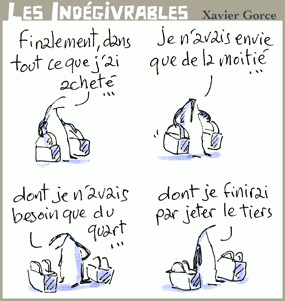 LES INDÉGIVRABLES Xavier Gorce
Finalement, dans
tout ce que j'ai
acheté
...
je n'avais envie
que de la moitié
...
dont je n'avais
besoin que du
quart
...
dont je finirai
par jeter le tiers
...